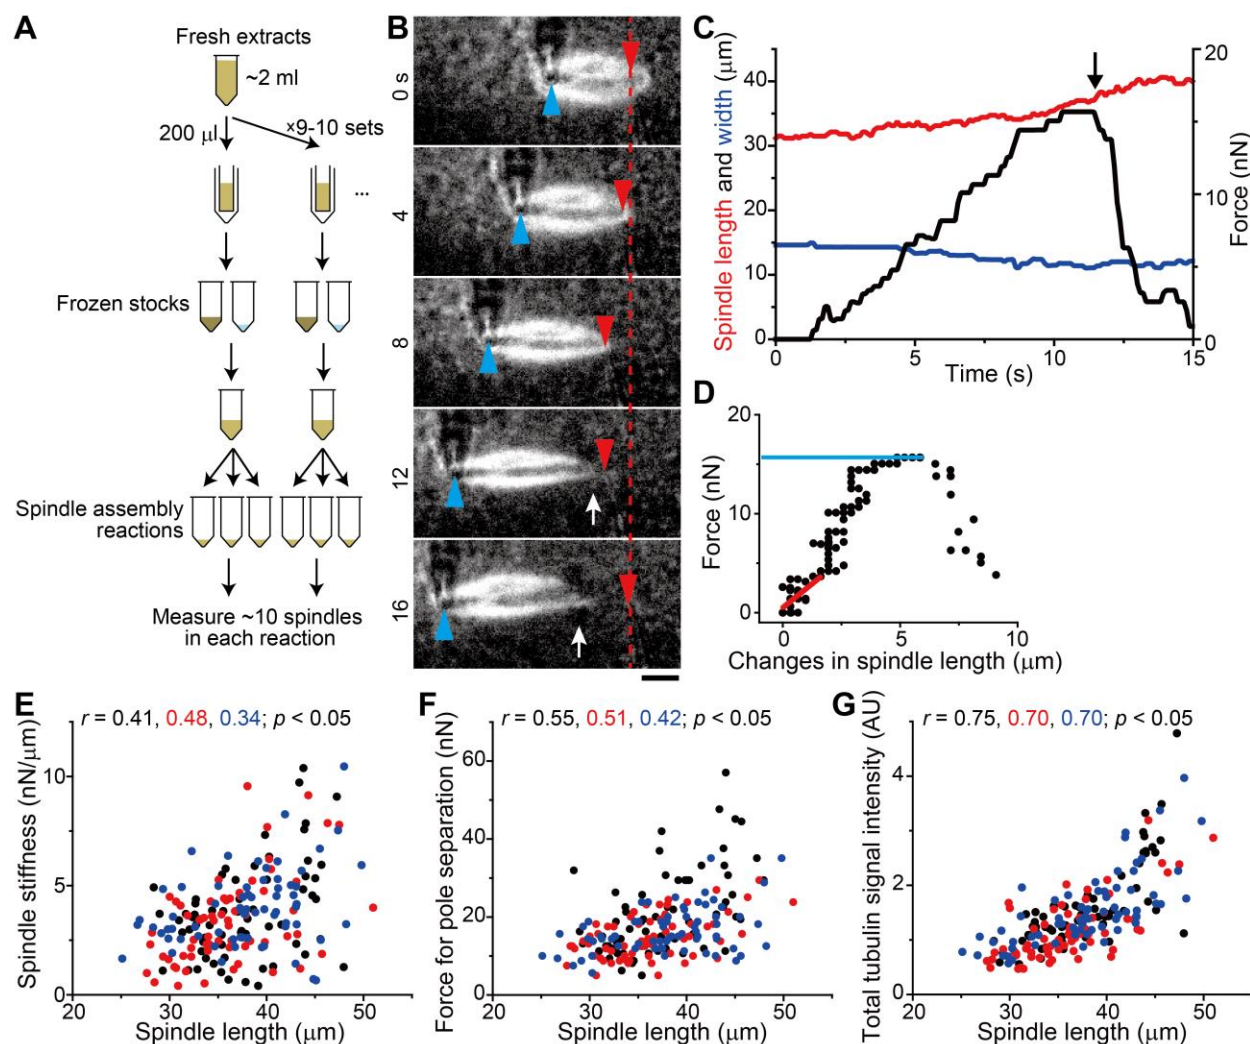 A
Fresh extracts
~2 ml
200 μl
×9-10 sets
...
Frozen stocks
Spindle assembly
reactions
Measure ~10 spindles
in each reaction
B
0 s
4
8
12
16
C
Spindle length and width (μm)
40
30
20
10
0
20
10
0
Force (nN)
0
5
10
15
Time (s)
D
Force (nN)
20
10
0
0
5
10
Changes in spindle length (μm)
E
r = 0.41, 0.48, 0.34; p < 0.05
Spindle stiffness (nN/μm)
10
5
0
20
30
40
50
Spindle length (μm)
F
r = 0.55, 0.51, 0.42; p < 0.05
Force for pole separation (nN)
60
40
20
0
20
30
40
50
Spindle length (μm)
G
r = 0.75, 0.70, 0.70; p < 0.05
Total tubulin signal intensity (AU)
4
2
0
20
30
40
50
Spindle length (μm)